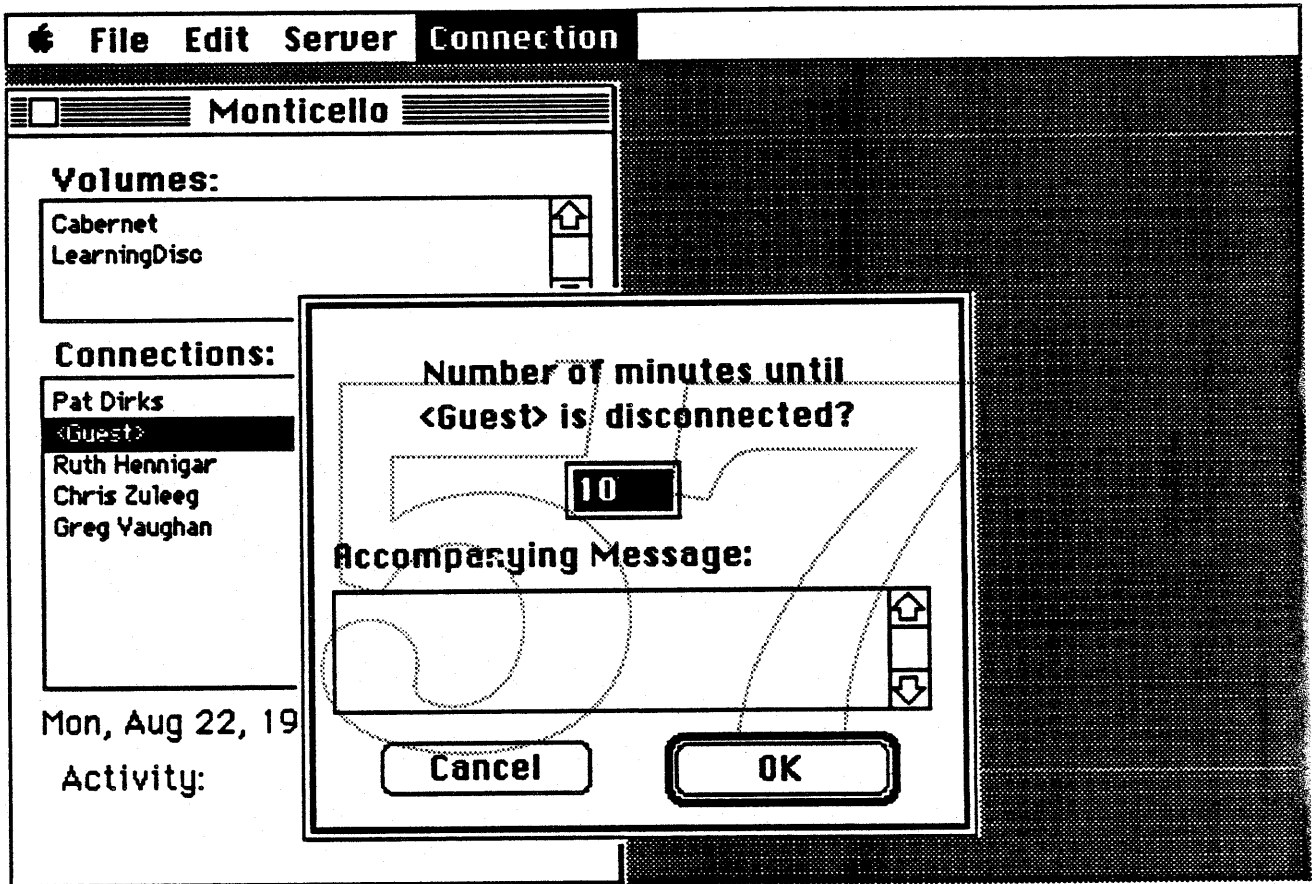 File Edit Server Connection
Monticello
Volumes:
Cabernet
LearningDisc
Connections:
Pat Dirks
<Guest>
Ruth Hennigar
Chris Zuleeg
Greg Vaughan
Mon, Aug 22, 19
Activity:
Number of minutes until
<Guest> is disconnected?
10
Accompanying Message:
Cancel OK
57